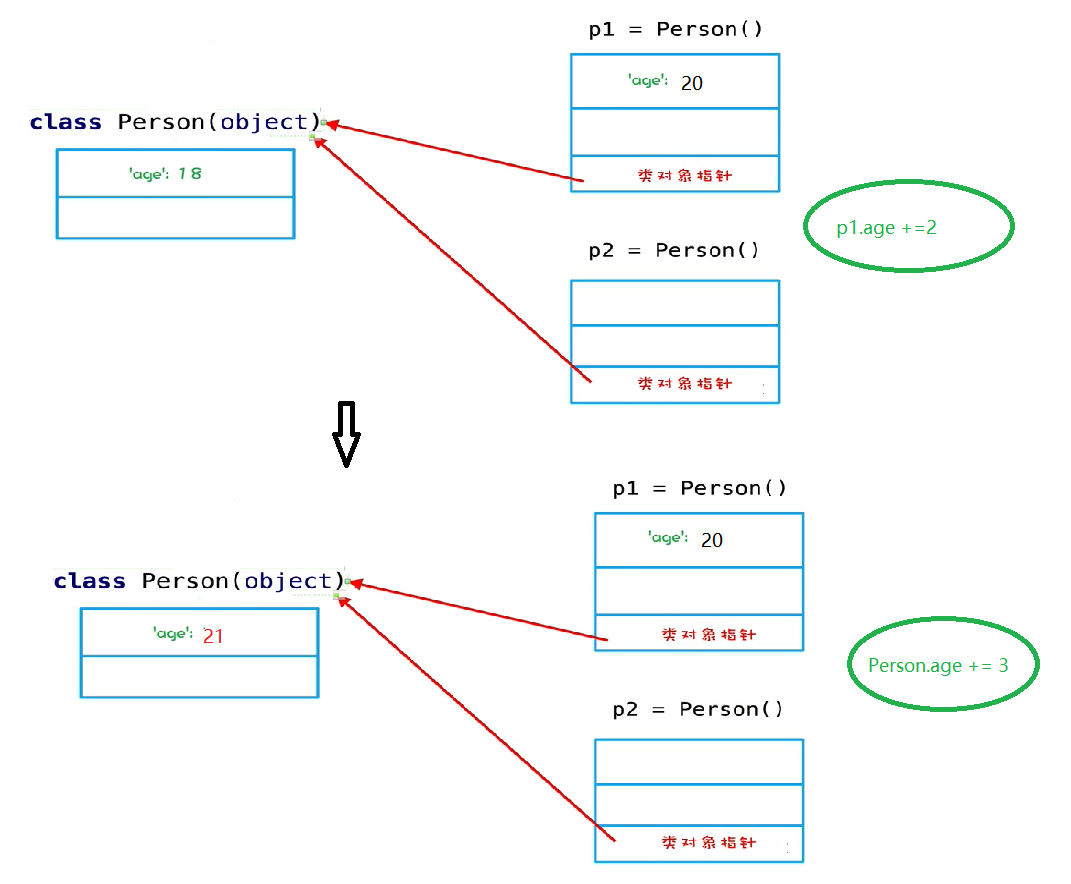 p1 = Person()
'age': 20
class Person(object)
'age': 18
类对象指针
p1.age +=2
p2 = Person()
类对象指针
p1 = Person()
'age': 20
class Person(object)
'age': 21
类对象指针
Person.age += 3
p2 = Person()
类对象指针